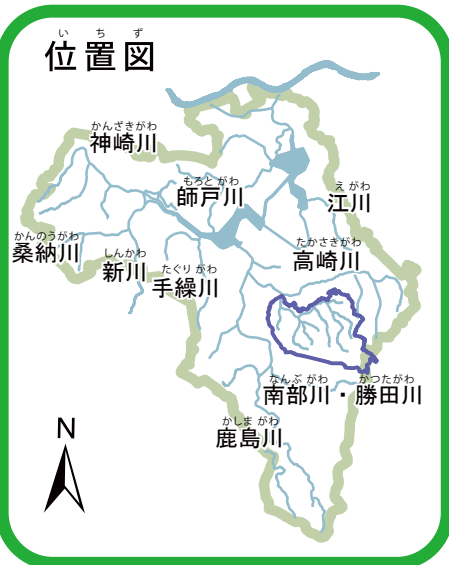 いちず
位置図
かんざきがわ
神崎川
もろとがわ
師戸川
えがわ
江川
かんのうがわ
桑納川
しんかわ
新川
たぐりがわ
手繰川
たかさきがわ
高崎川
なんぶがわ かつたがわ
南部川・勝田川
かしまがわ
鹿島川
N